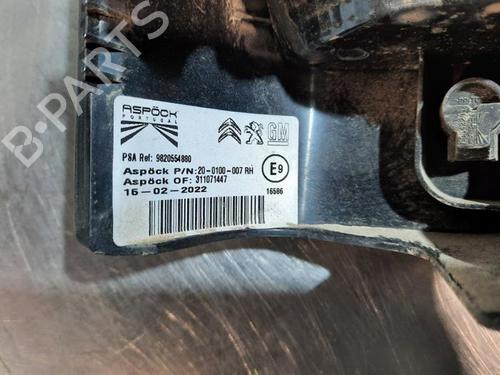 ASPÖCK
PORTUGAL
GM
PSA Ref: 9820554880
Aspöck P/N:20-0100-007 RH
Aspöck OF: 311071447
16-02-2022
E9
16586
B-PARTS